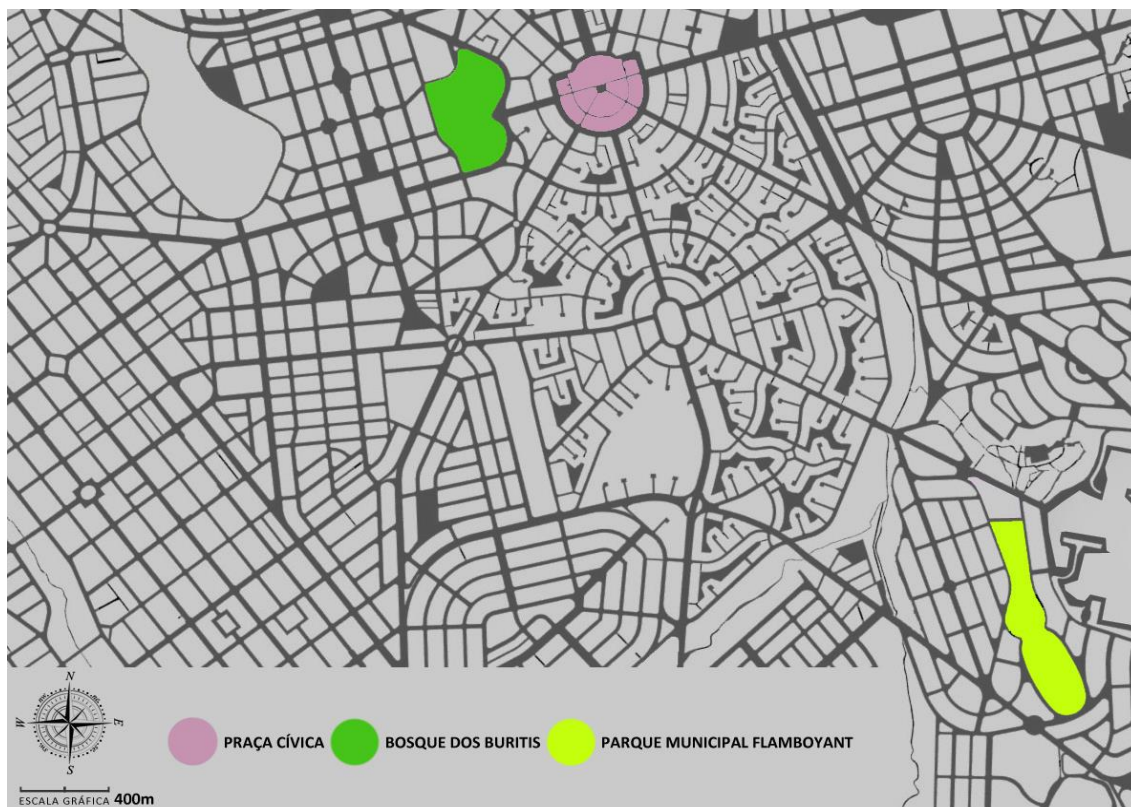 N
W
E
S
PRAÇA CÍVICA
BOSQUE DOS BURITIS
PARQUE MUNICIPAL FLAMBOYANT
ESCALA GRÁFICA 400m